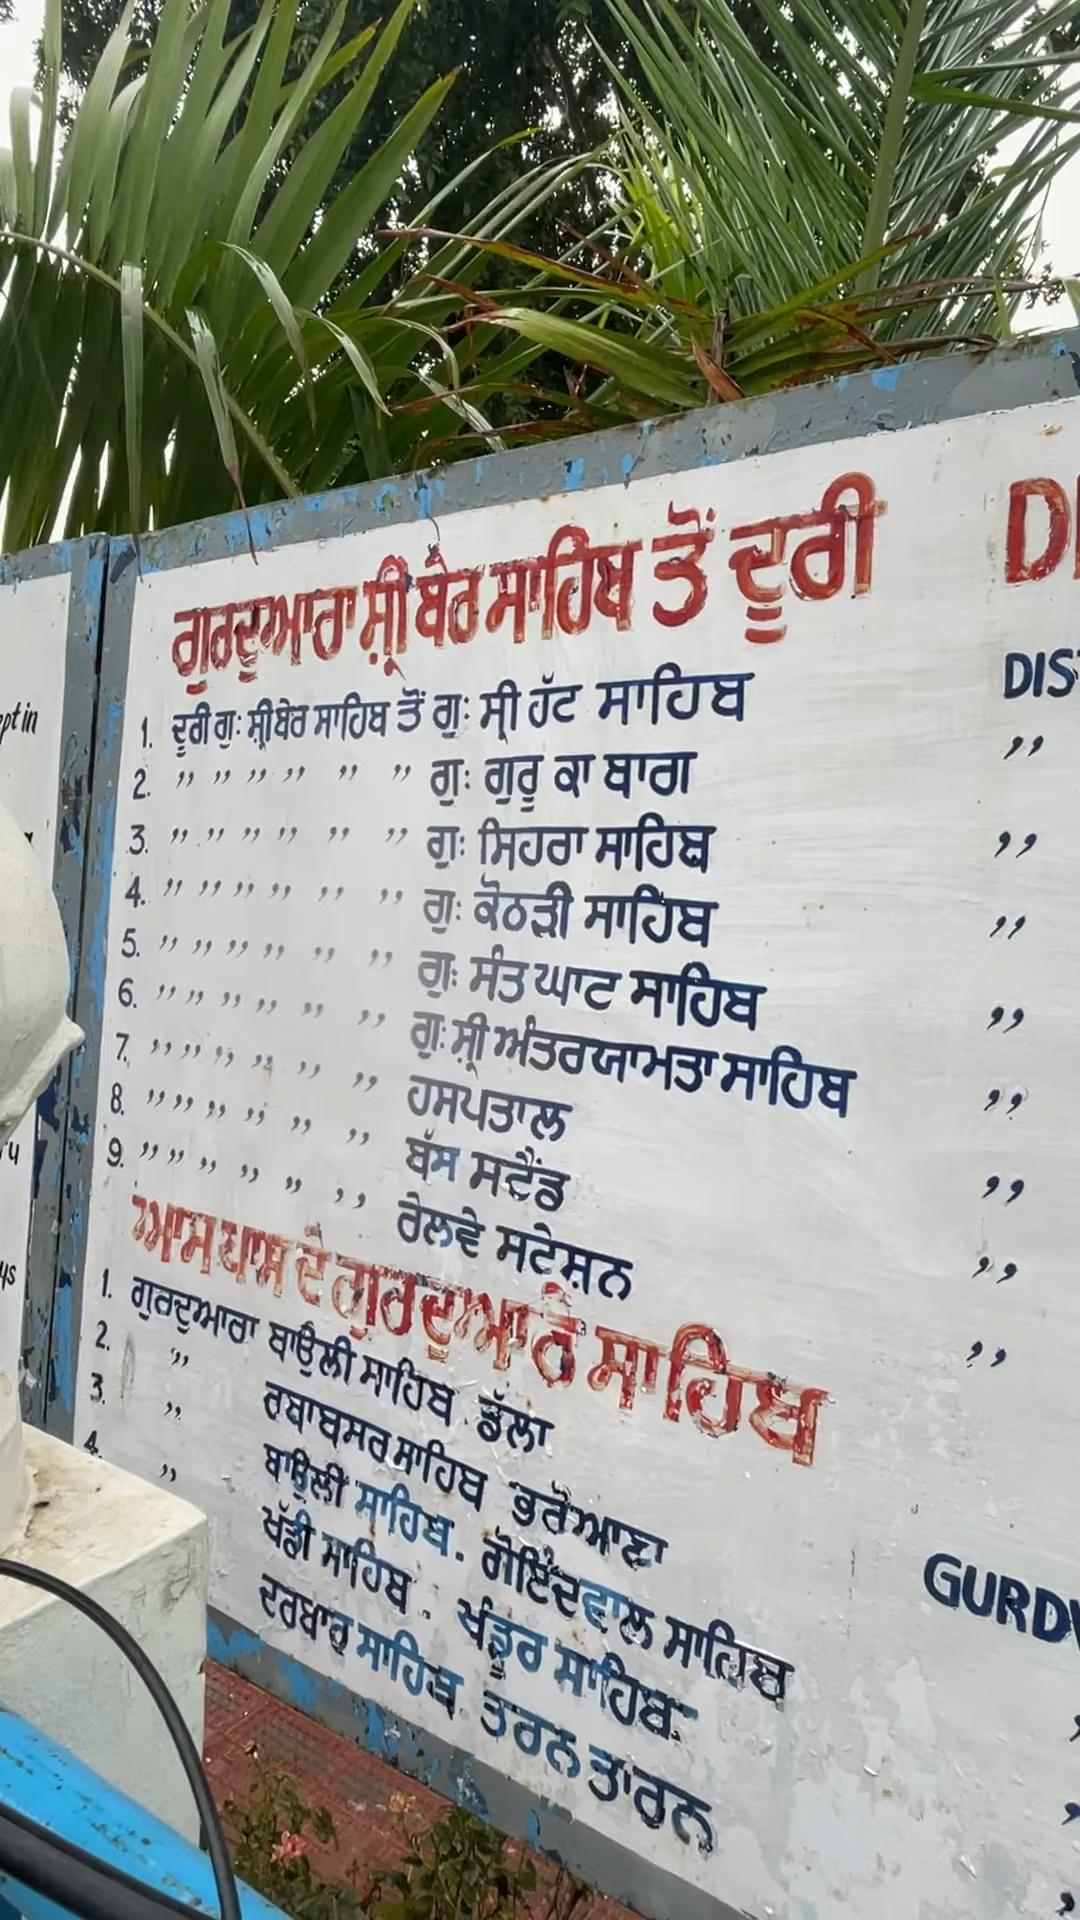 ptin
ਗੁਰਦੁਆਰਾ ਸ਼੍ਰੀ ਬੇਰ ਸਾਹਿਬ ਤੋਂ ਦੂਰੀ
1. ਦੂਰੀ ਗੁ: ਸ਼੍ਰੀ ਬੇਰ ਸਾਹਿਬ ਤੋਂ ਗੁ: ਸ੍ਰੀ ਹੱਟ ਸਾਹਿਬ DIS
2. ,, ,, ,, ,, ,, ,, ਗੁ: ਗੁਰੂ ਕਾ ਬਾਗ ,,
3. ,, ,, ,, ,, ,, ,, ਗੁ: ਸਿਹਰਾ ਸਾਹਿਬ ,,
4. ,, ,, ,, ,, ,, ,, ਗੁ: ਕੋਠੜੀ ਸਾਹਿਬ ,,
5. ,, ,, ,, ,, ,, ,, ਗੁ: ਸੰਤ ਘਾਟ ਸਾਹਿਬ ,,
6. ,, ,, ,, ,, ,, ,, ਗੁ: ਸ਼੍ਰੀ ਅੰਤਰਯਾਮਤਾ ਸਾਹਿਬ ,,
7. ,, ,, ,, ,, ,, ,, ਹਸਪਤਾਲ ,,
8. ,, ,, ,, ,, ,, ,, ਬੱਸ ਸਟੈਂਡ ,,
9. ,, ,, ,, ,, ,, ,, ਰੇਲਵੇ ਸਟੇਸ਼ਨ ,,
ਆਸ ਪਾਸ ਦੇ ਗੁਰਦੁਆਰੇ ਸਾਹਿਬ
1. ਗੁਰਦੁਆਰਾ ਬਾਉਲੀ ਸਾਹਿਬ . ਡੱਲਾ
2. ,, ਰਬਾਬਸਰ ਸਾਹਿਬ ਭਰੋਆਣਾ
3. ,, ਬਾਉਲੀ ਸਾਹਿਬ . ਗੋਇੰਦਵਾਲ ਸਾਹਿਬ
4. ,, ਖੱਡੀ ਸਾਹਿਬ . ਖੰਡੂਰ ਸਾਹਿਬ
ਦਰਬਾਰ ਸਾਹਿਬ ਤਰਨ ਤਾਰਨ
GURD